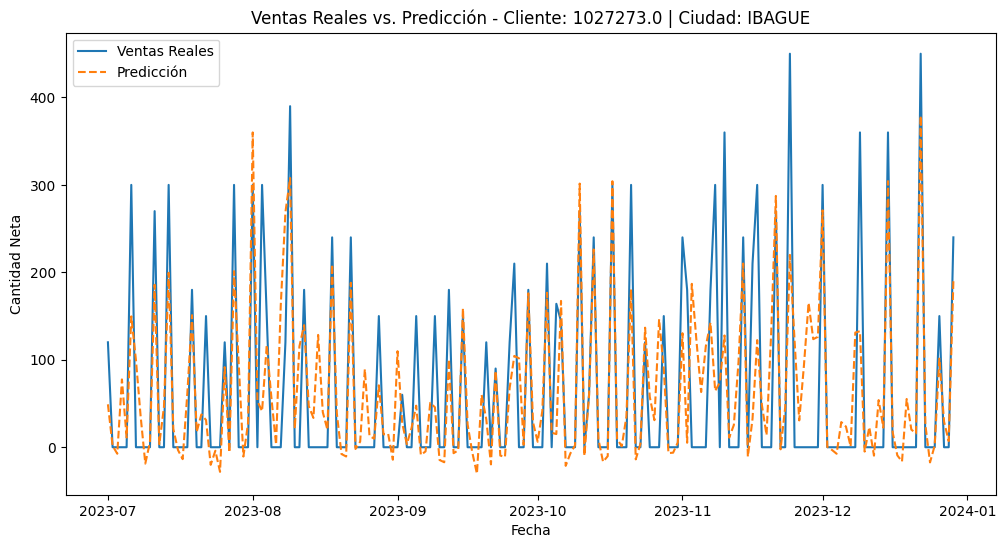 Ventas Reales vs. Predicción - Cliente: 1027273.0 | Ciudad: IBAGUE
Ventas Reales
Predicción
Cantidad Neta
400
300
200
100
0
2023-07 2023-08 2023-09 2023-10 2023-11 2023-12 2024-01
Fecha